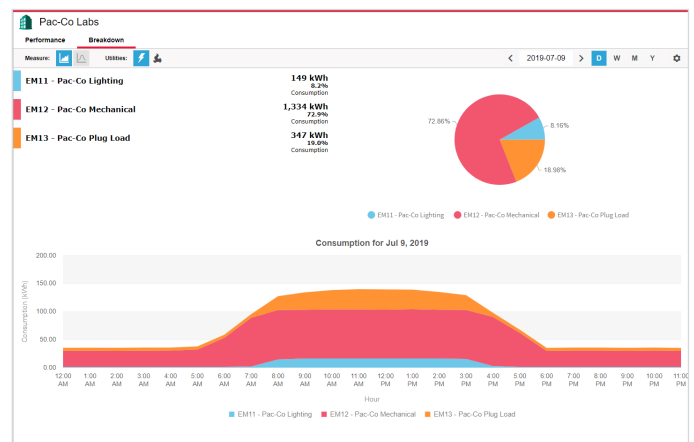 Pac-Co Labs
Performance Breakdown
Measure: Utilities: 2019-07-09 D W M Y
EM11 - Pac-Co Lighting 149 kWh
8.2%
Consumption
EM12 - Pac-Co Mechanical 1,334 kWh
72.9%
Consumption
EM13 - Pac-Co Plug Load 347 kWh
19.0%
Consumption
72.86%
8.16%
18.98%
EM11 - Pac-Co Lighting EM12 - Pac-Co Mechanical EM13 - Pac-Co Plug Load
Consumption for Jul 9, 2019
Consumption [kWh]
200.00
150.00
100.00
50.00
0.00
12:00 AM 1:00 AM 2:00 AM 3:00 AM 4:00 AM 5:00 AM 6:00 AM 7:00 AM 8:00 AM 9:00 AM 10:00 AM 11:00 AM 12:00 PM 1:00 PM 2:00 PM 3:00 PM 4:00 PM 5:00 PM 6:00 PM 7:00 PM 8:00 PM 9:00 PM 10:00 PM 11:00 PM
Hour
EM11 - Pac-Co Lighting EM12 - Pac-Co Mechanical EM13 - Pac-Co Plug Load